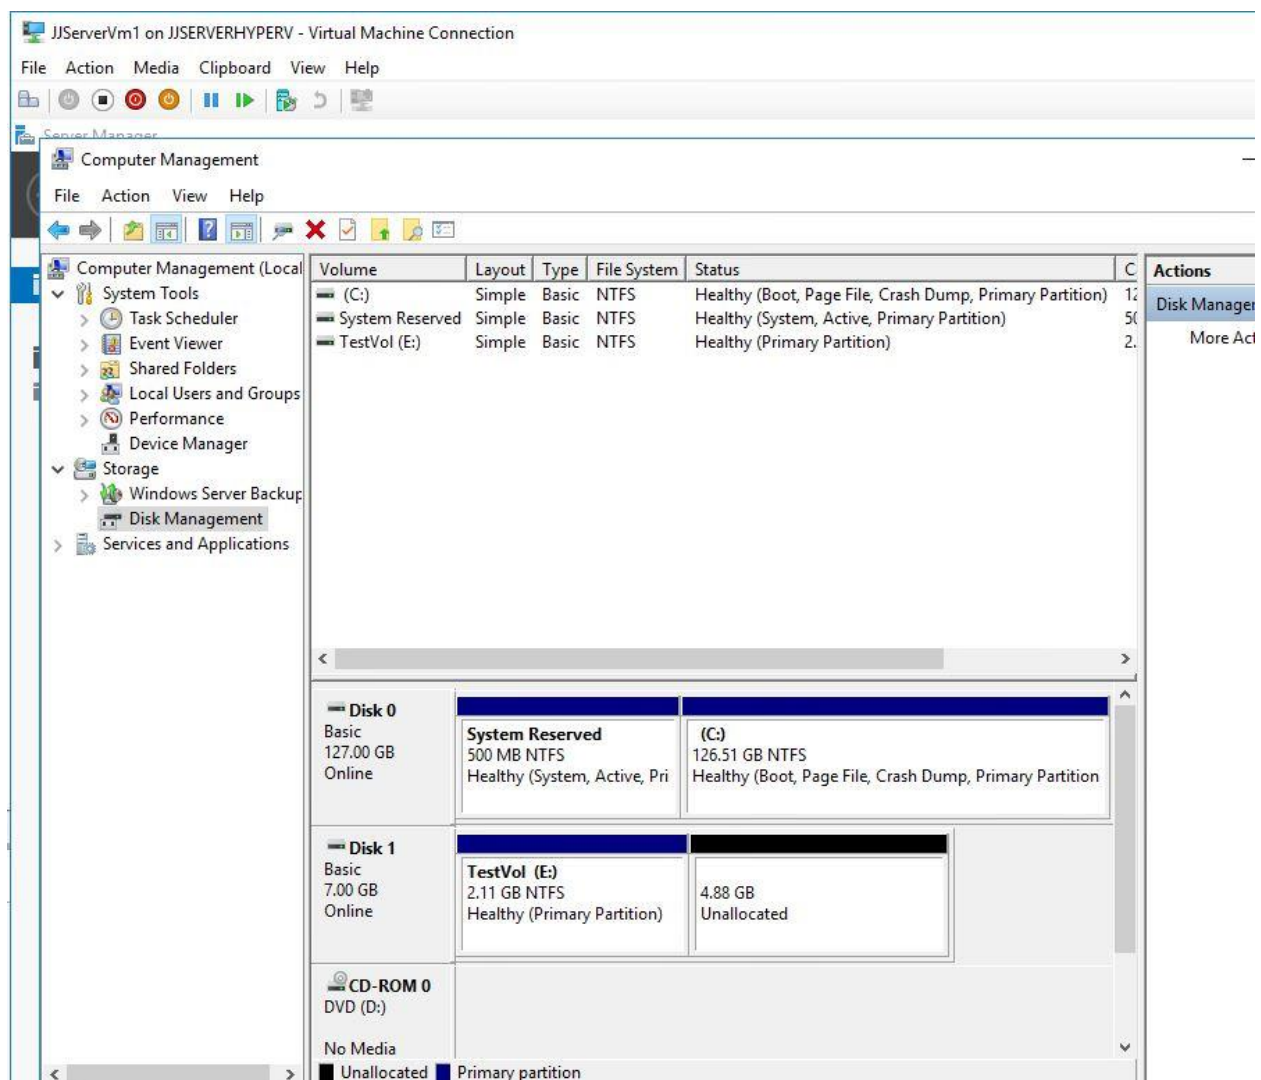 JJServerVm1 on JJSERVERHYPERV - Virtual Machine Connection
File Action Media Clipboard View Help
Server Manager
Computer Management
File Action View Help
Computer Management (Local
System Tools
Task Scheduler
Event Viewer
Shared Folders
Local Users and Groups
Performance
Device Manager
Storage
Windows Server Backup
Disk Management
Services and Applications
Volume Layout Type File System Status C
(C:) Simple Basic NTFS Healthy (Boot, Page File, Crash Dump, Primary Partition) 12
System Reserved Simple Basic NTFS Healthy (System, Active, Primary Partition) 50
TestVol (E:) Simple Basic NTFS Healthy (Primary Partition) 2.
Actions
Disk Manager
More Act
Disk 0
Basic
127.00 GB
Online
System Reserved
500 MB NTFS
Healthy (System, Active, Pri
(C:)
126.51 GB NTFS
Healthy (Boot, Page File, Crash Dump, Primary Partition
Disk 1
Basic
7.00 GB
Online
TestVol (E:)
2.11 GB NTFS
Healthy (Primary Partition)
4.88 GB
Unallocated
CD-ROM 0
DVD (D:)
No Media
Unallocated Primary partition